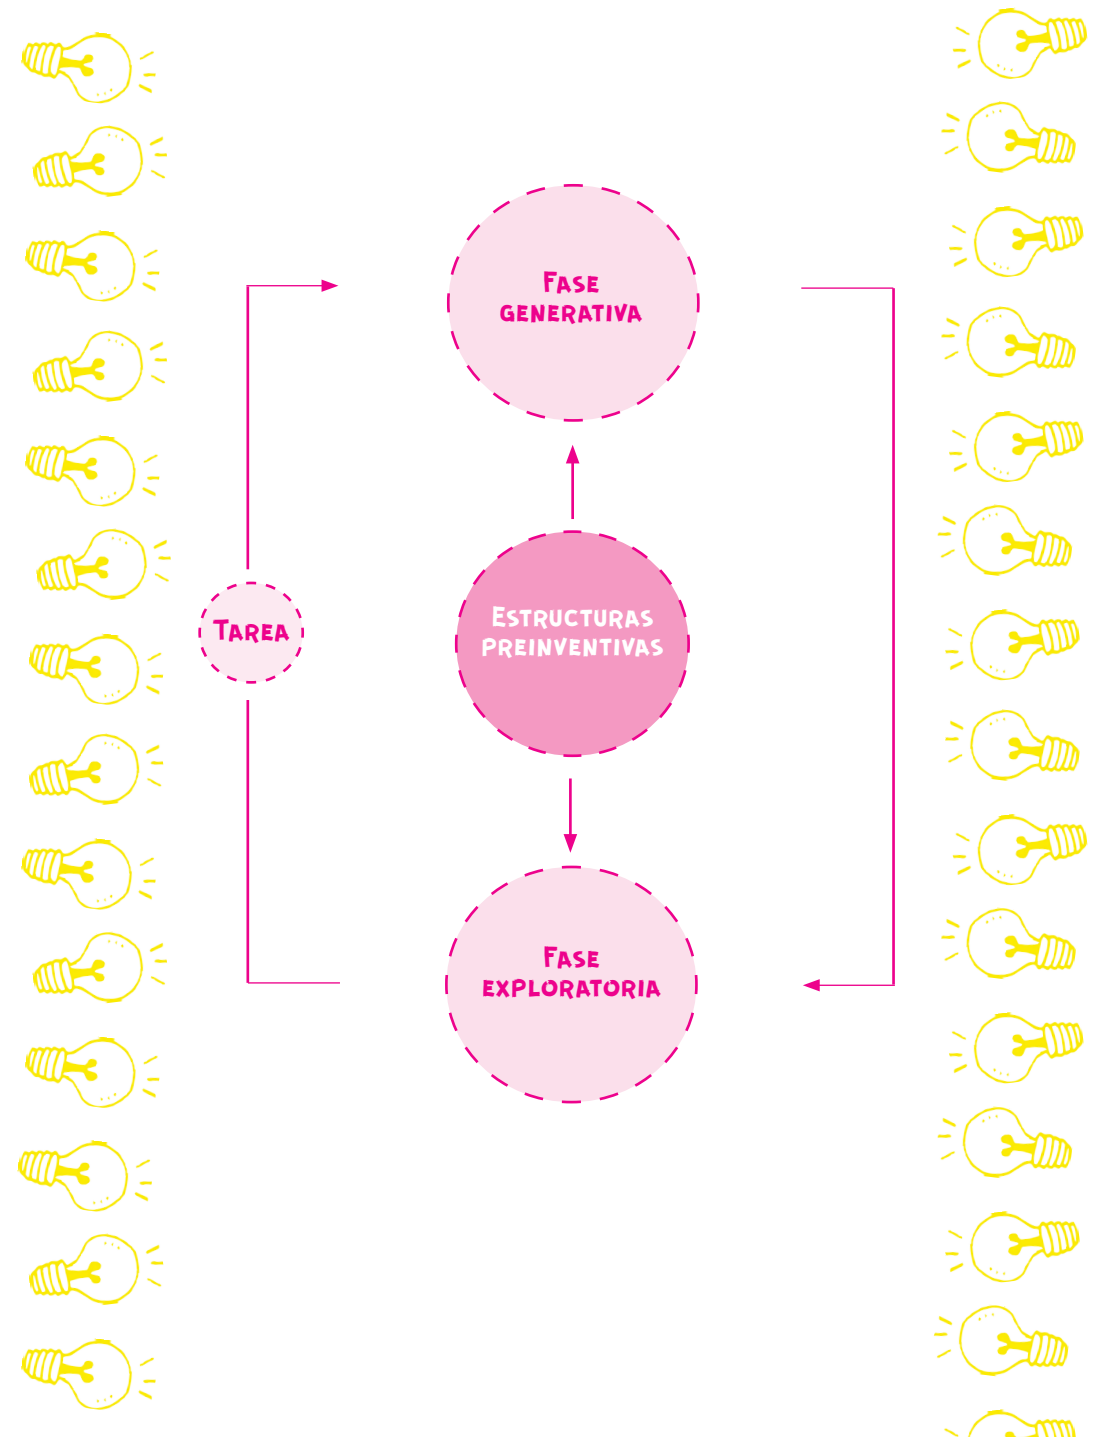 Fase
generativa
Estructuras
preinventivas
Tarea
Fase
exploratoria